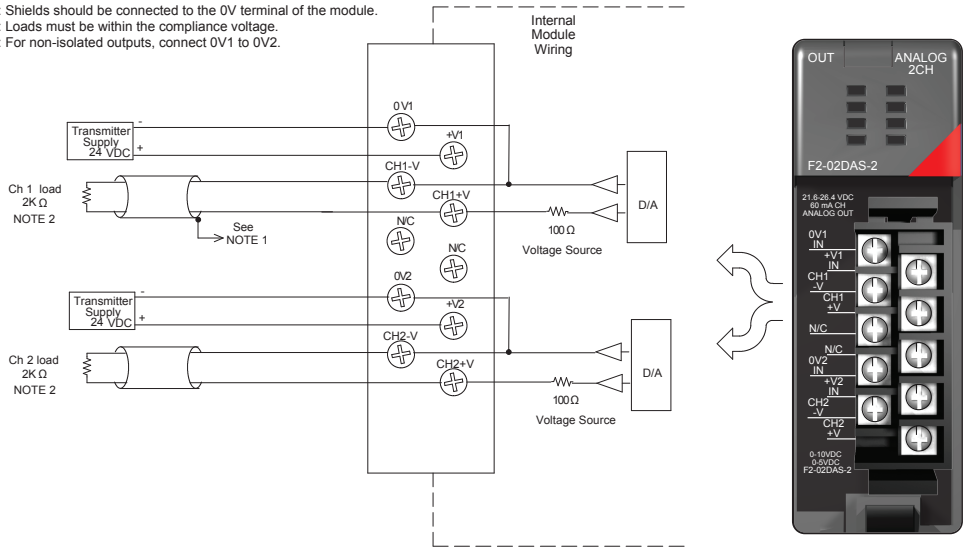 : Shields should be connected to the 0V terminal of the module.
: Loads must be within the compliance voltage.
: For non-isolated outputs, connect 0V1 to 0V2.
Internal
Module
Wiring
0V1
+V1
CH1-V
CH1+V
N/C
N/C
0V2
+V2
CH2-V
CH2+V
-
Transmitter
Supply
24 VDC
+
Ch 1 load
2K Ω
NOTE 2
See
NOTE 1
-
Transmitter
Supply
24 VDC
+
Ch 2 load
2K Ω
NOTE 2
D/A
100 Ω
Voltage Source
D/A
100 Ω
Voltage Source
OUT
ANALOG
2CH
F2-02DAS-2
21.6-26.4 VDC
60 mA CH
ANALOG OUT
0V1
IN
+V1
IN
CH1
-V
CH1
+V
N/C
N/C
0V2
IN
+V2
IN
CH2
-V
CH2
+V
0-10VDC
0-5VDC
F2-02DAS-2